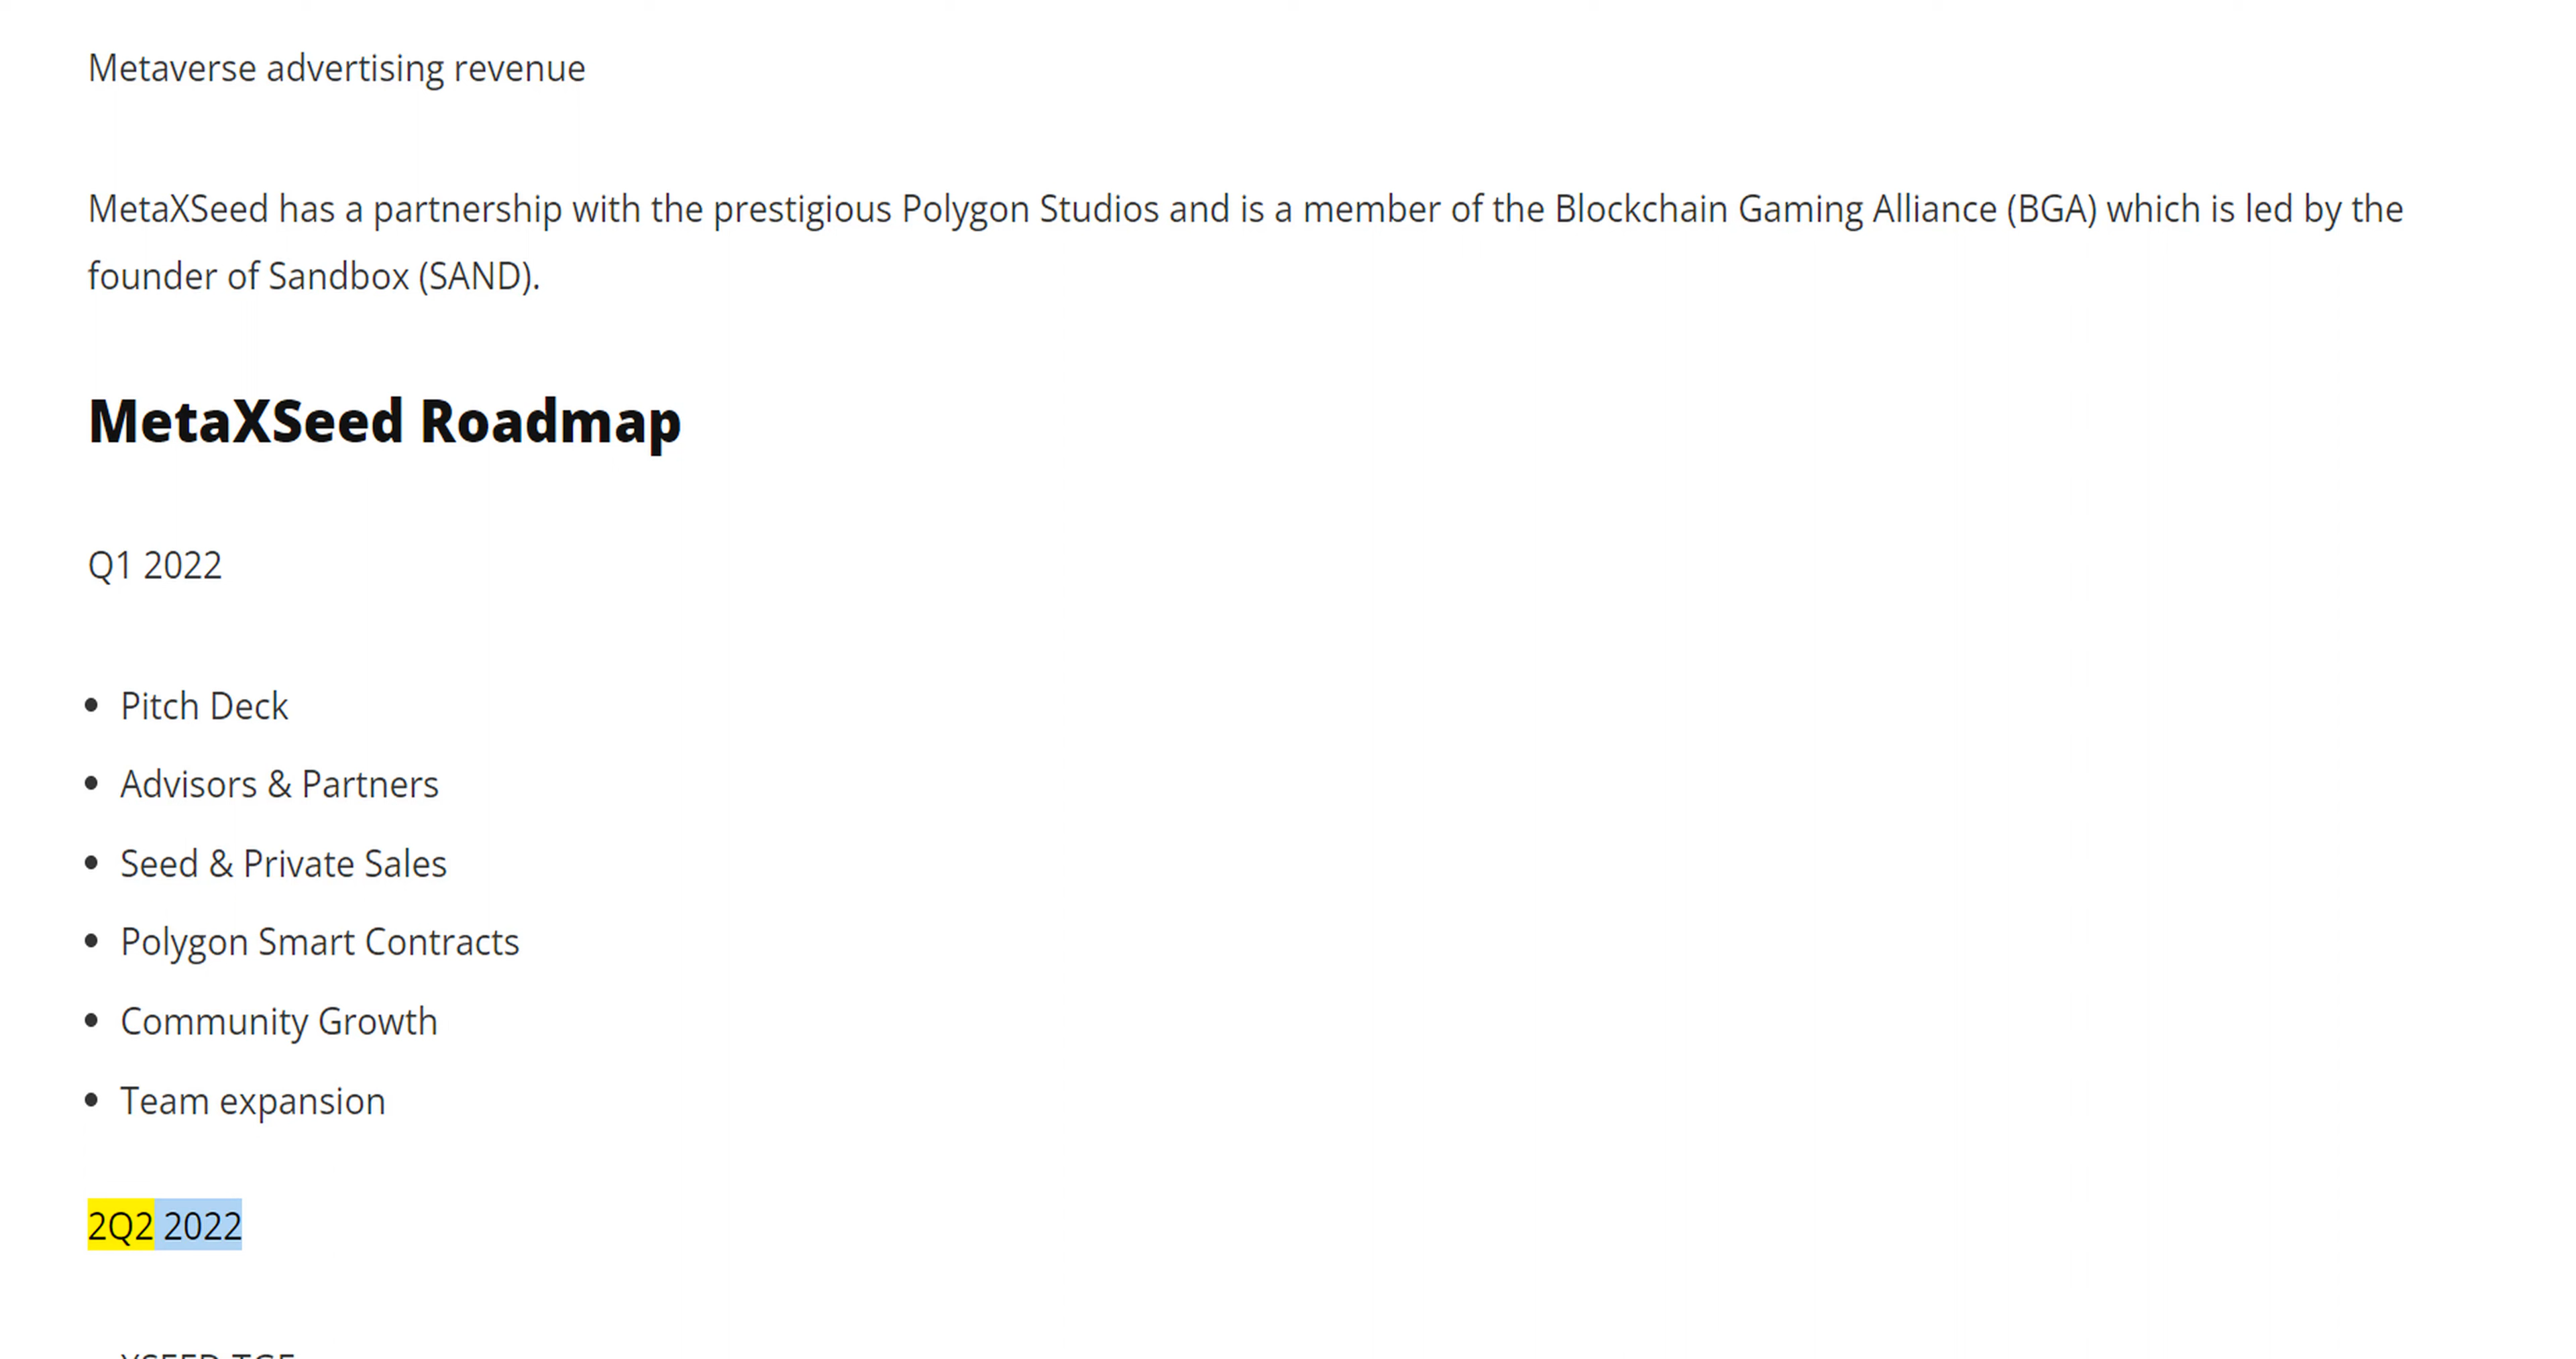 Metaverse advertising revenue
MetaXSeed has a partnership with the prestigious Polygon Studios and is a member of the Blockchain Gaming Alliance (BGA) which is led by the
founder of Sandbox (SAND).
MetaXSeed Roadmap
Q1 2022
• Pitch Deck
• Advisors & Partners
• Seed & Private Sales
• Polygon Smart Contracts
• Community Growth
• Team expansion
2Q2 2022
XSEED TGE